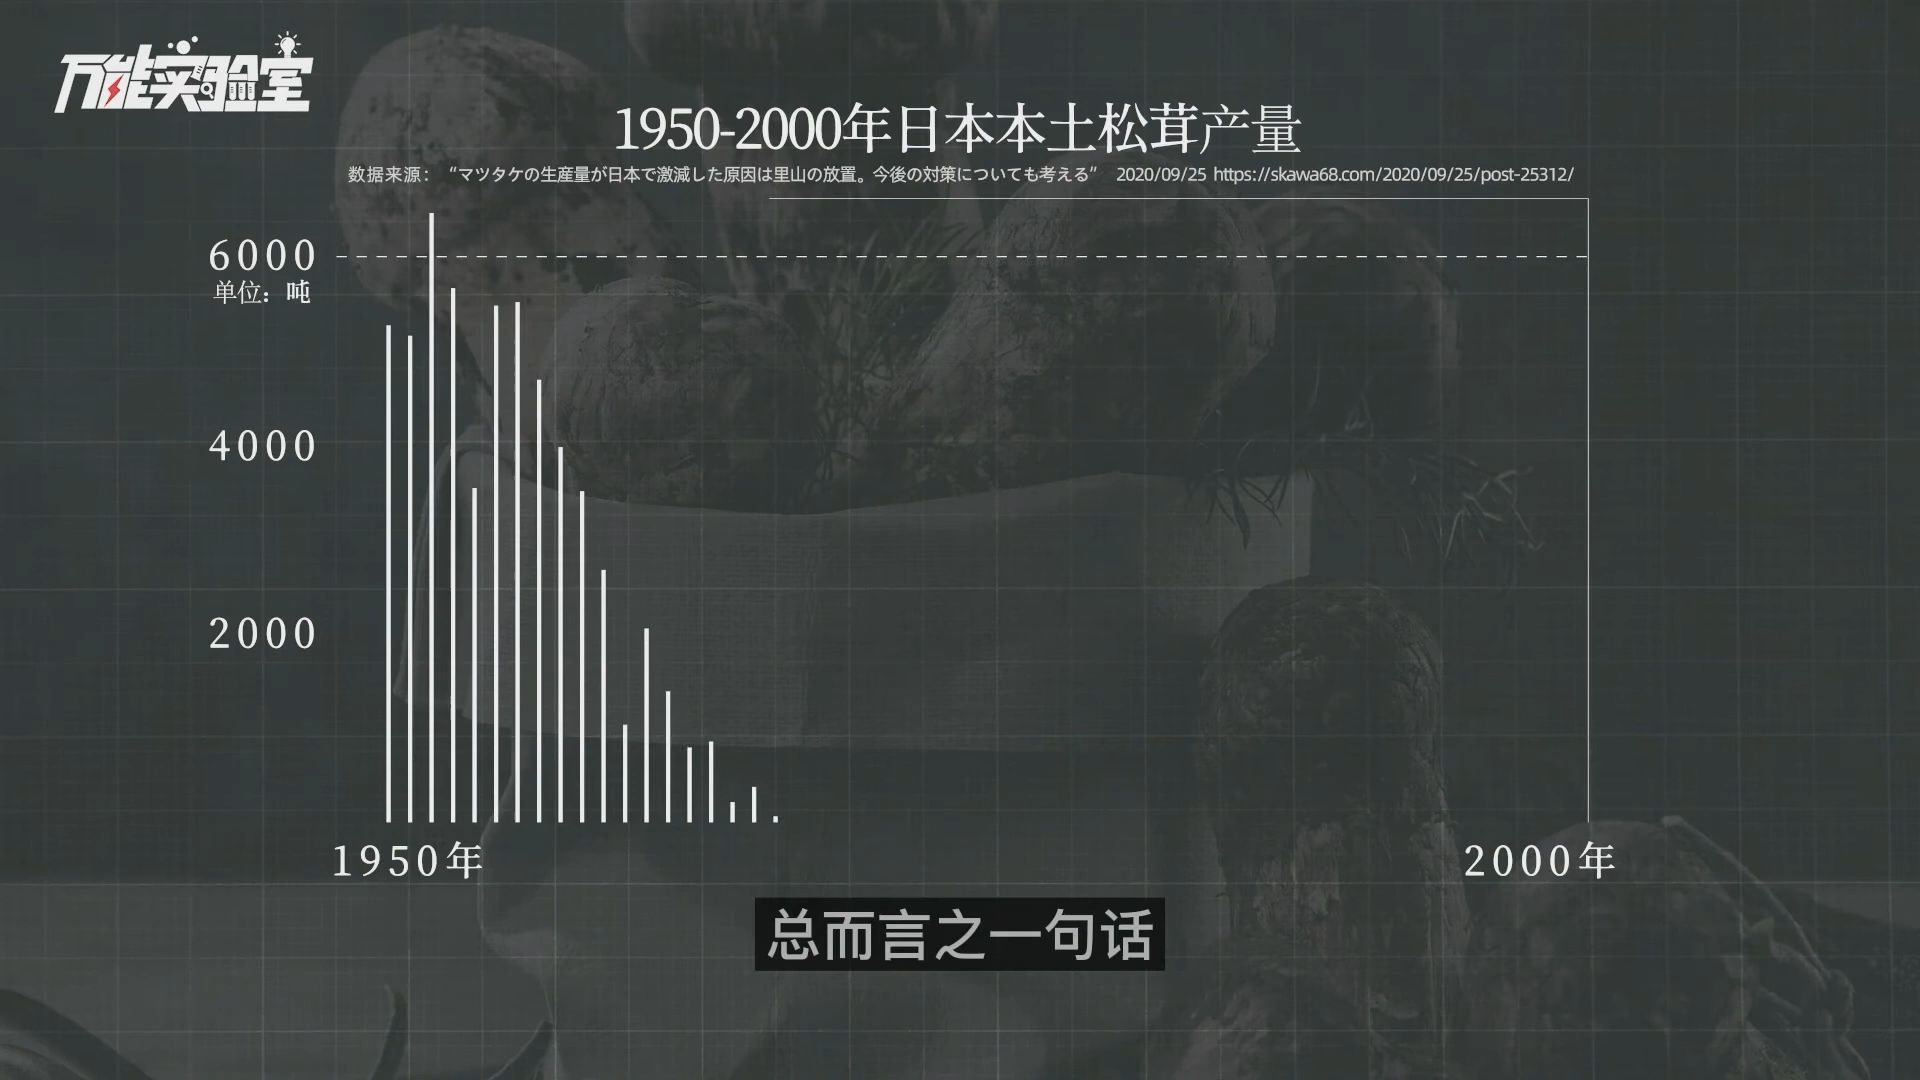 万能实验室
1950-2000年日本本土松茸产量
数据来源：“マツタケの生産量が日本で激減した原因は里山の放置。今後の対策についても考える” 2020/09/25 https://skawa68.com/2020/09/25/post-25312/
6000
单位：吨
4000
2000
1950年
2000年
总而言之一句话